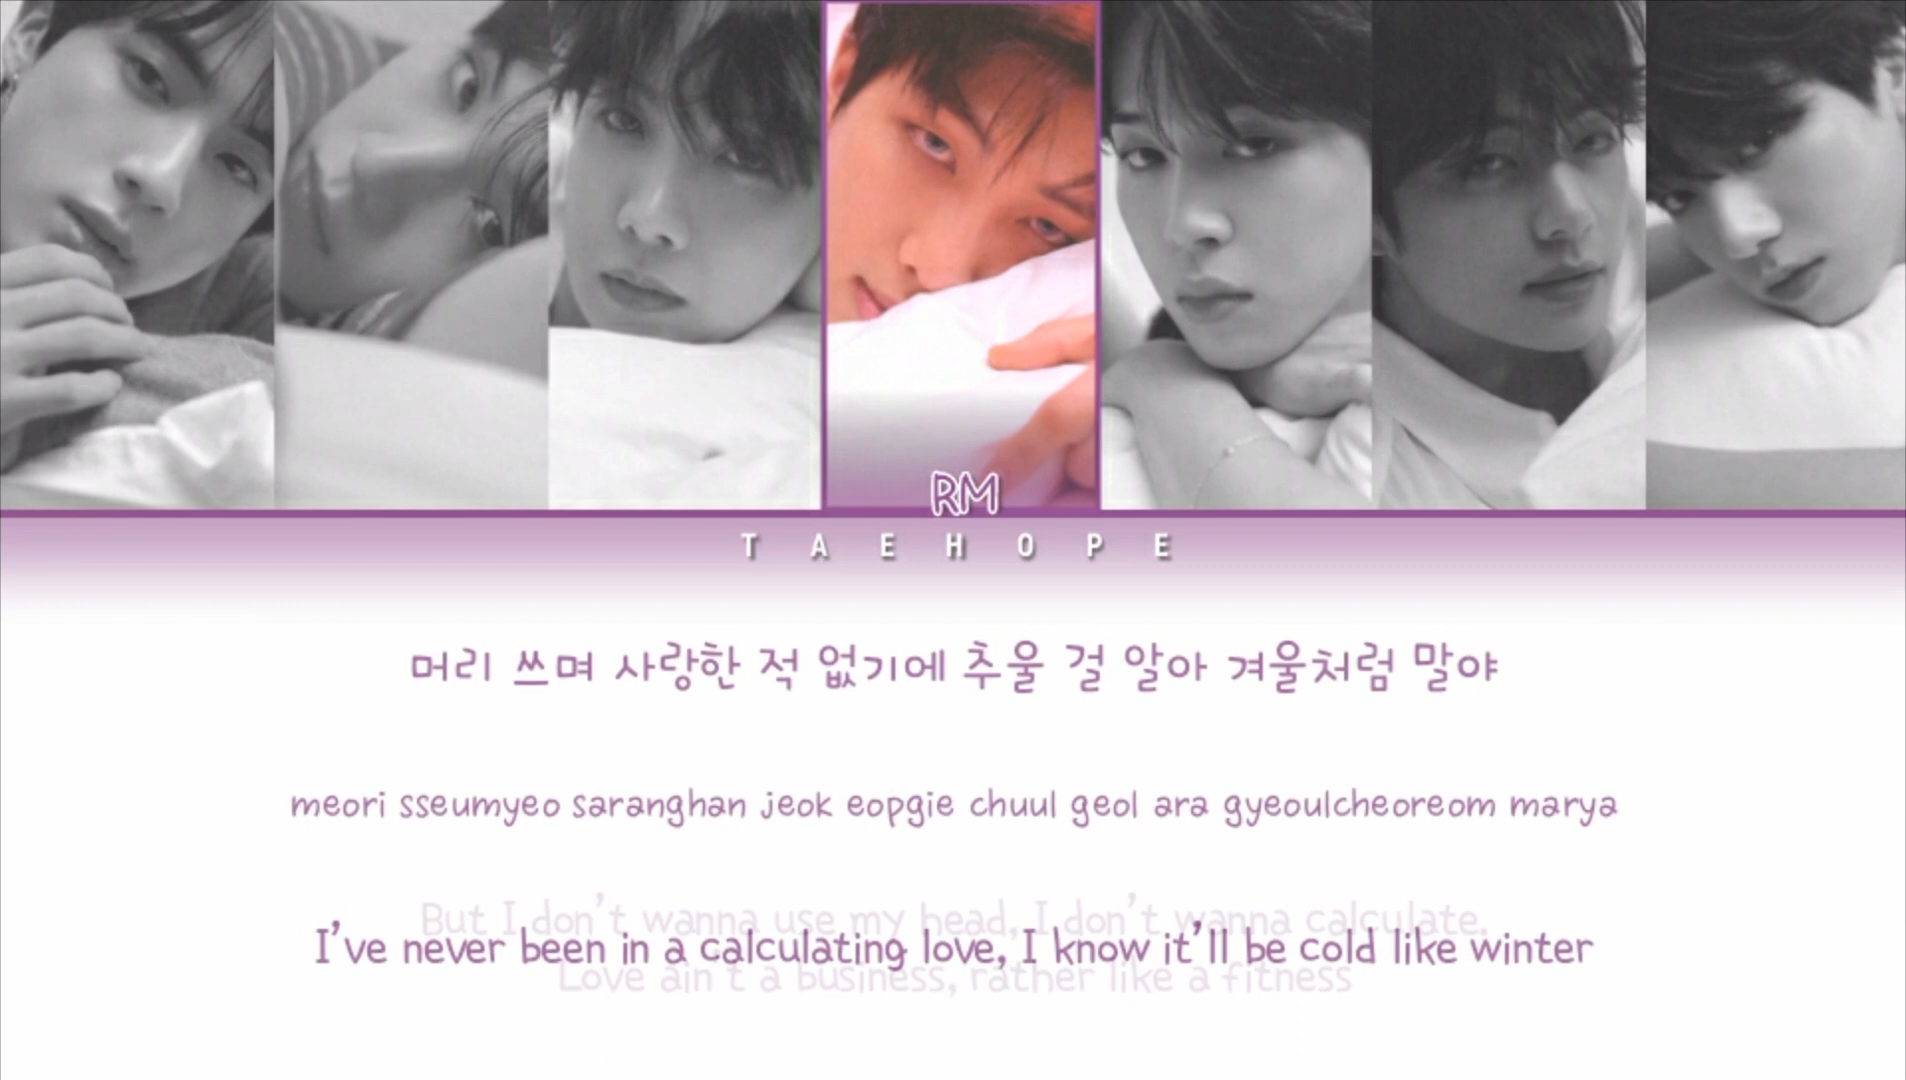 RM
TAEHOPE
머리 쓰며 사랑한 적 없기에 추울 걸 알아 겨울처럼 말야
meori sseumyeo saranghan jeok eopgie chuul geol ara gyeoulcheoreom marya
But I don't wanna use my head, I don't wanna calculate.
I've never been in a calculating love, I know it'll be cold like winter
Love ain't a business, rather like a fitness